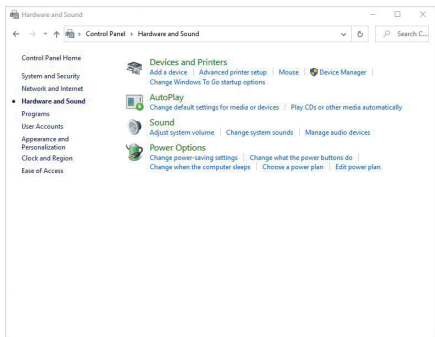 Hardware and Sound
Control Panel › Hardware and Sound
Search C...
Control Panel Home
System and Security
Network and Internet
Hardware and Sound
Programs
User Accounts
Appearance and
Personalization
Clock and Region
Ease of Access
Devices and Printers
Add a device | Advanced printer setup | Mouse | Device Manager |
Change Windows To Go startup options
AutoPlay
Change default settings for media or devices | Play CDs or other media automatically
Sound
Adjust system volume | Change system sounds | Manage audio devices
Power Options
Change power-saving settings | Change what the power buttons do |
Change when the computer sleeps | Choose a power plan | Edit power plan